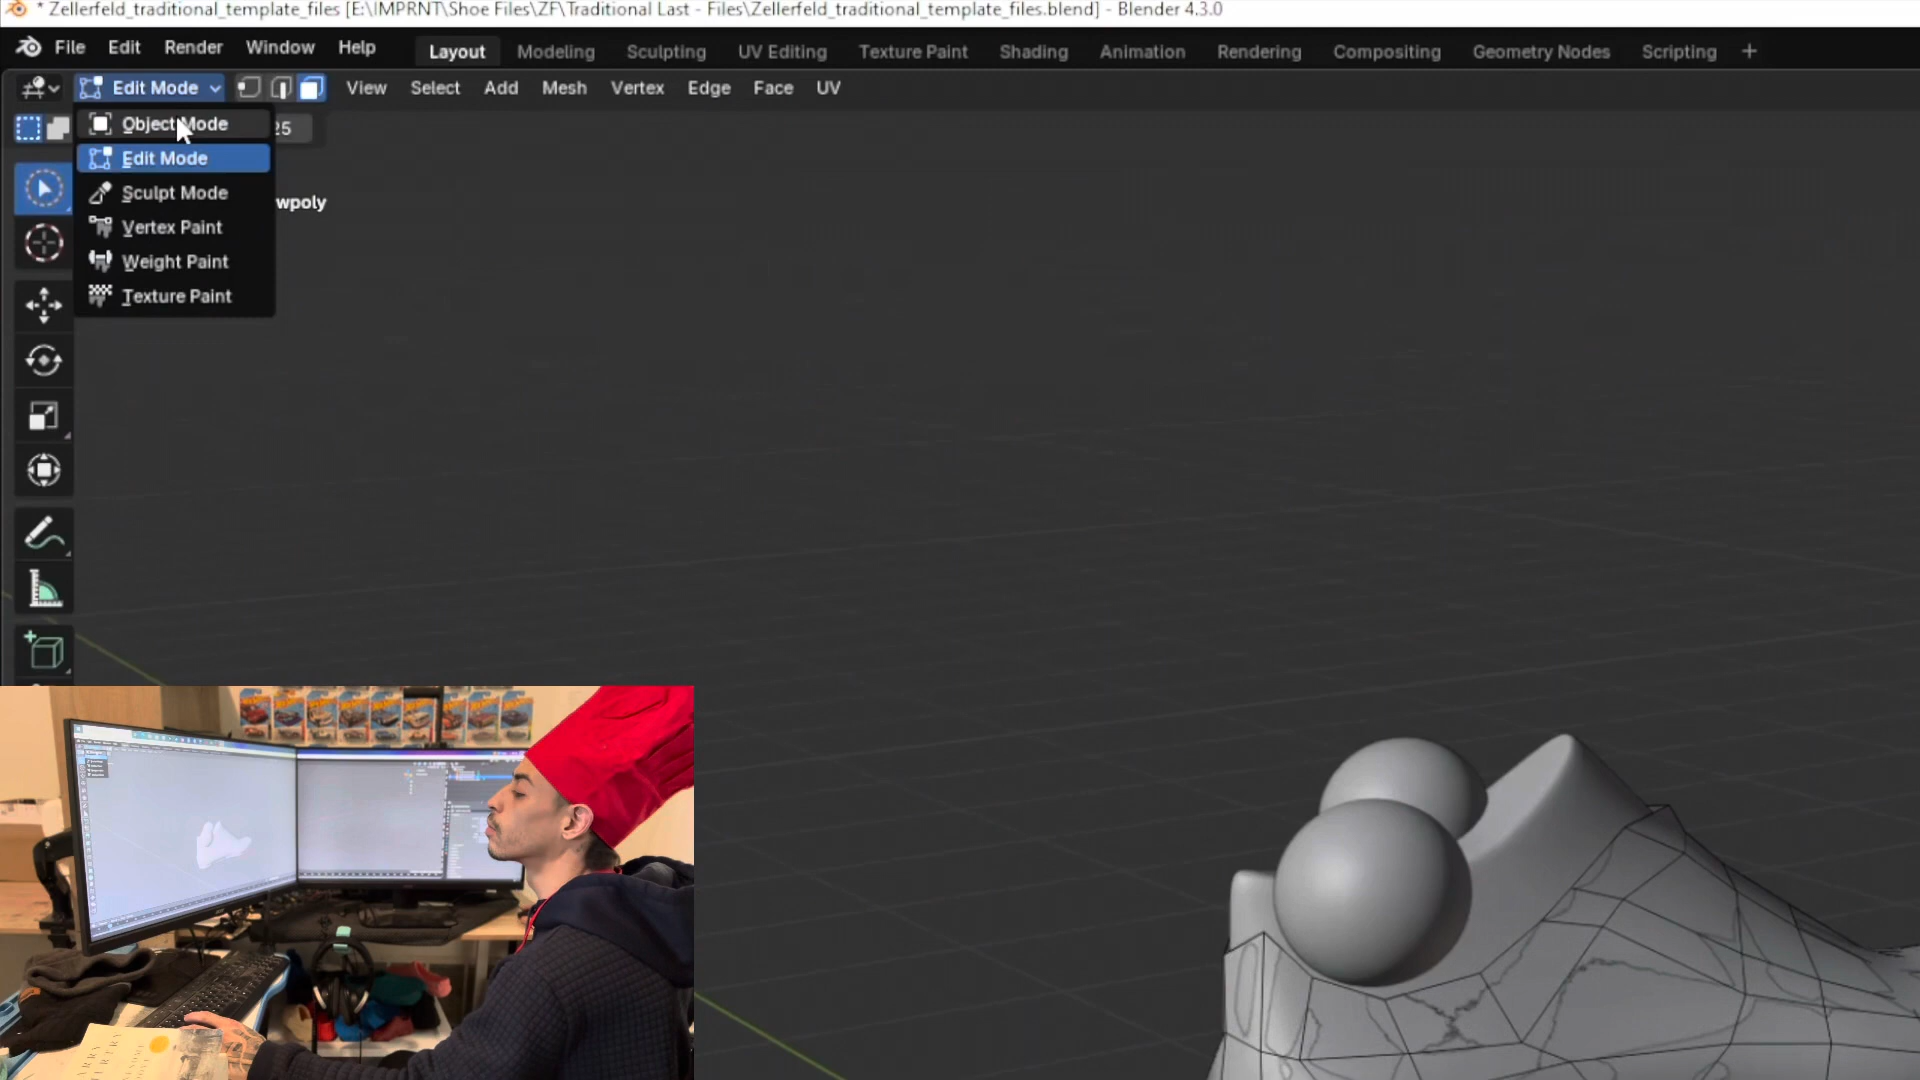 * Zellerfeld_traditional_template_files [E:\IMPRNT\Shoe Files\ZF\Traditional Last - Files\Zellerfeld_traditional_template_files.blend] - Blender 4.3.0
File Edit Render Window Help Layout Modeling Sculpting UV Editing Texture Paint Shading Animation Rendering Compositing Geometry Nodes Scripting +
Edit Mode View Select Add Mesh Vertex Edge Face UV
Object Mode 25
Edit Mode
Sculpt Mode wpoly
Vertex Paint
Weight Paint
Texture Paint